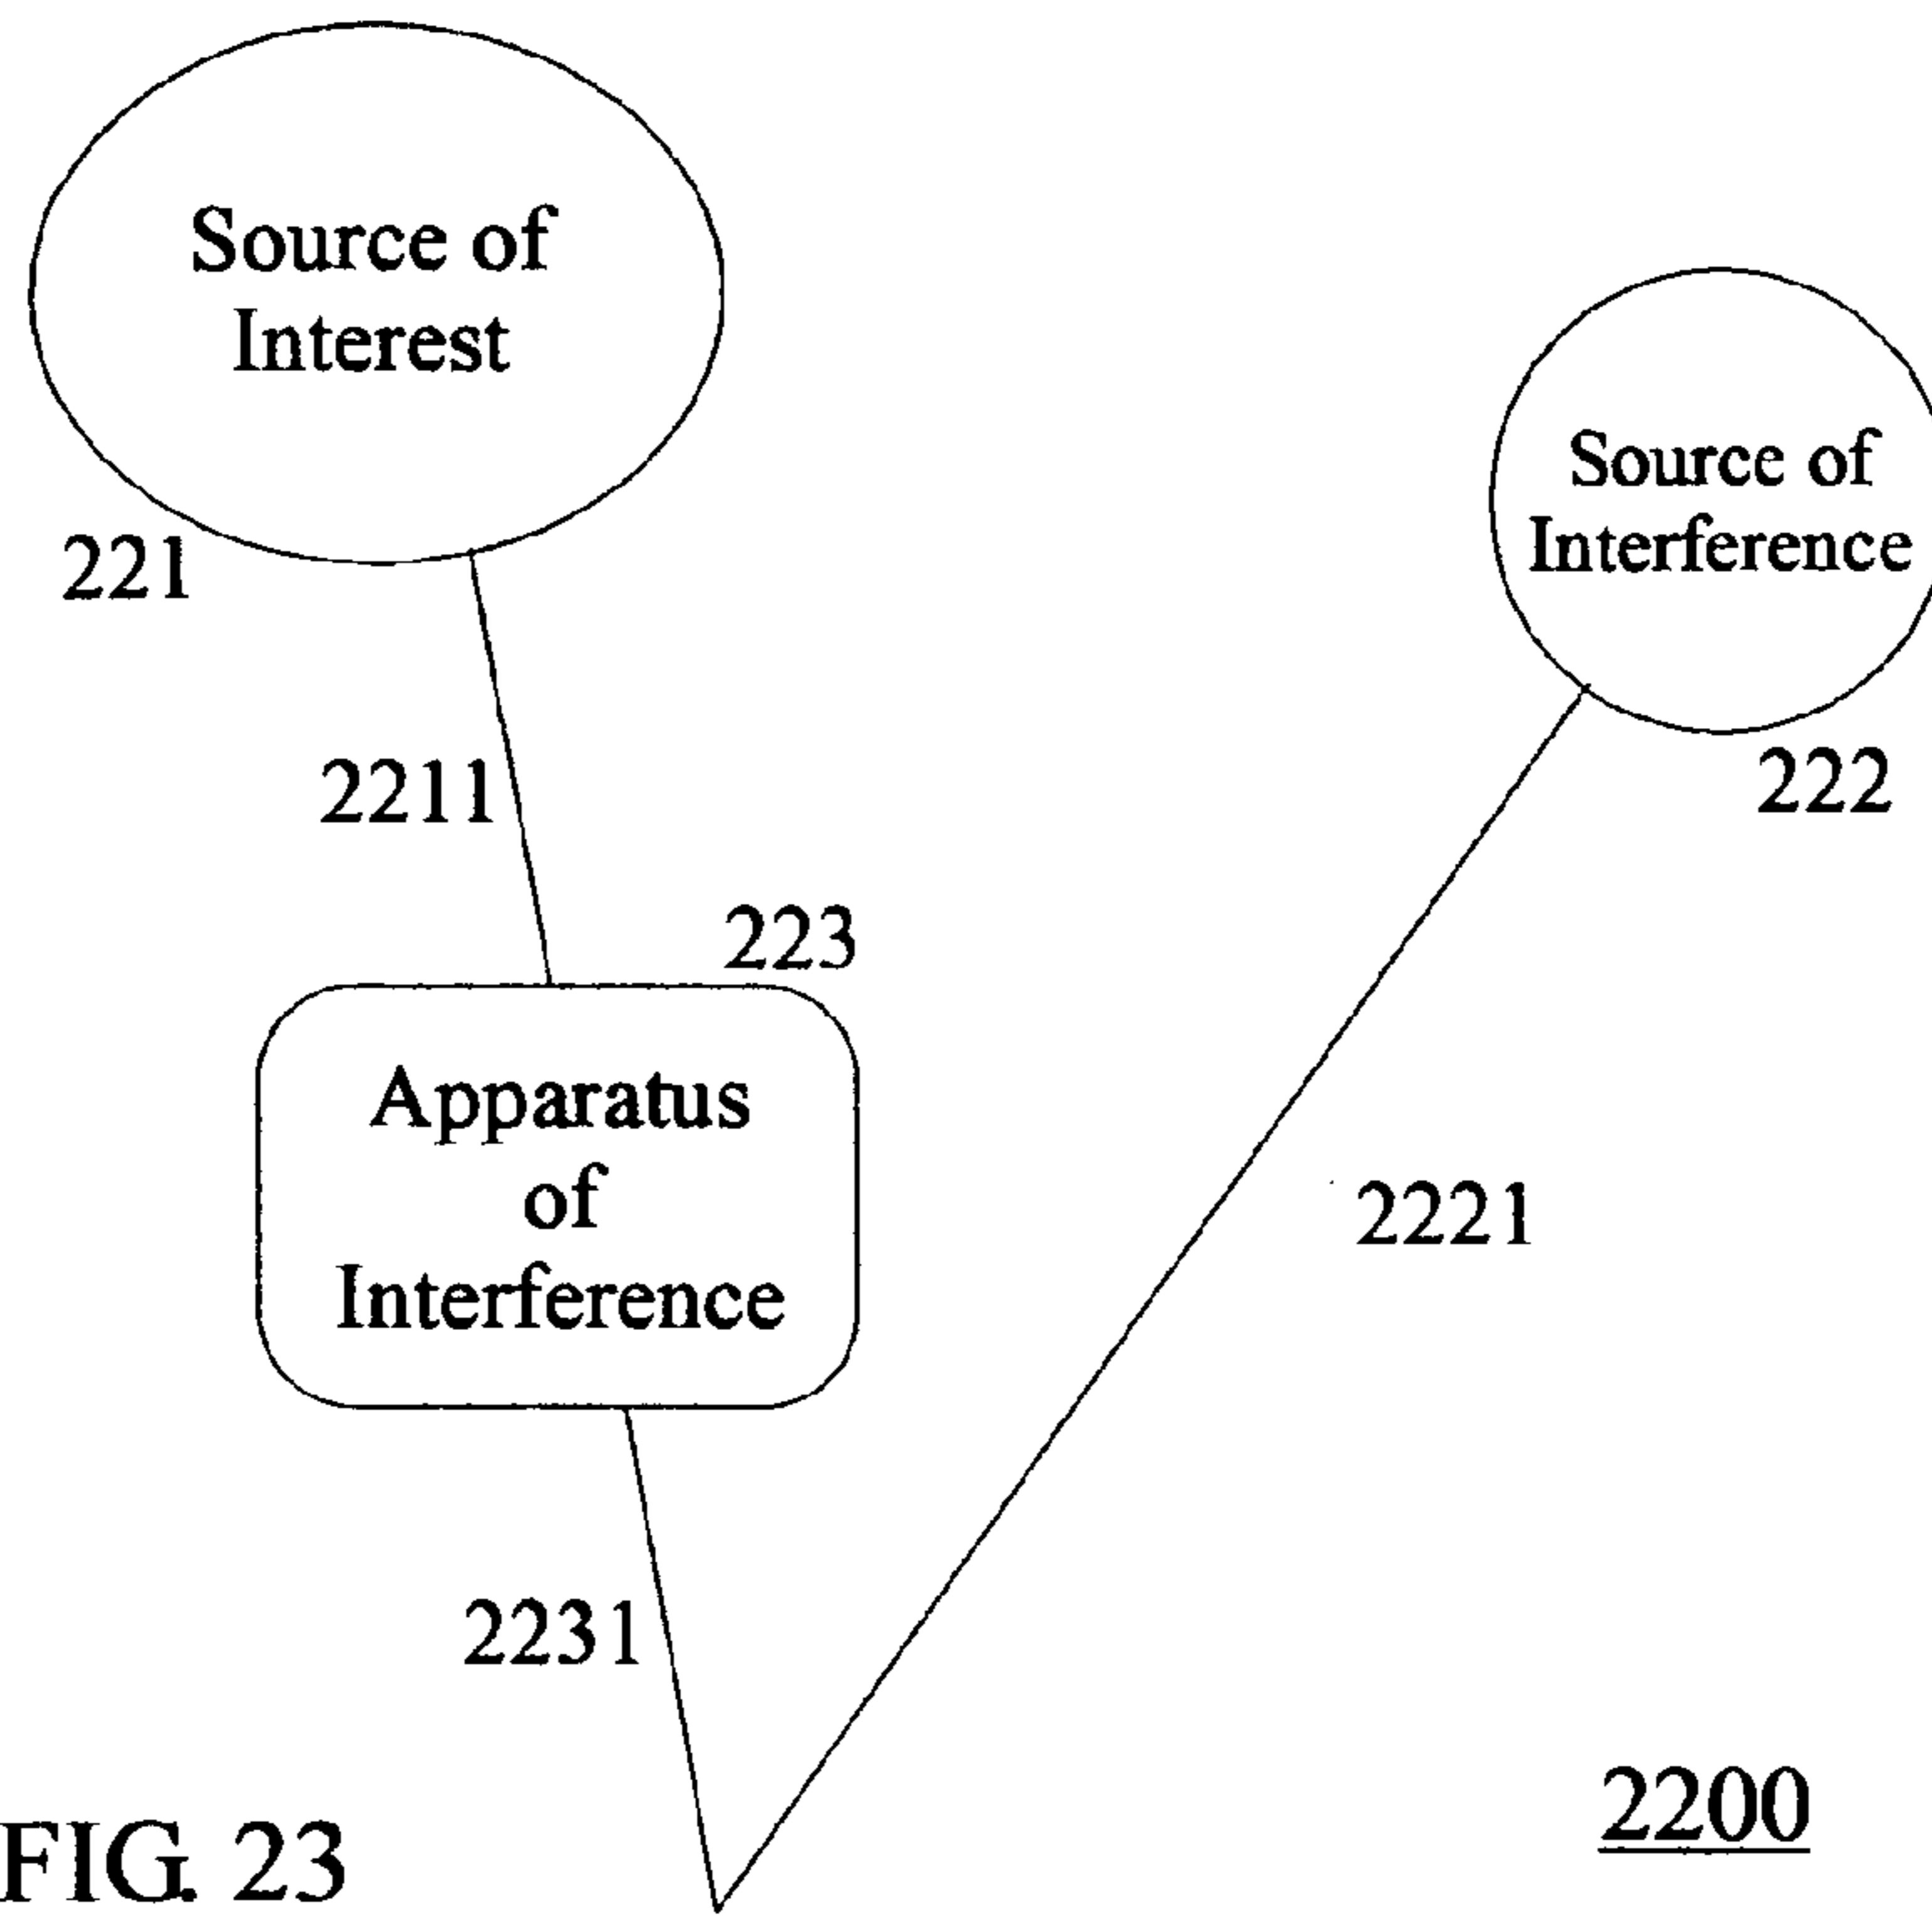 Source of
Interest
221
Source of
Interference
222
2211
223
Apparatus
of
Interference
2221
2231
2200
FIG. 23